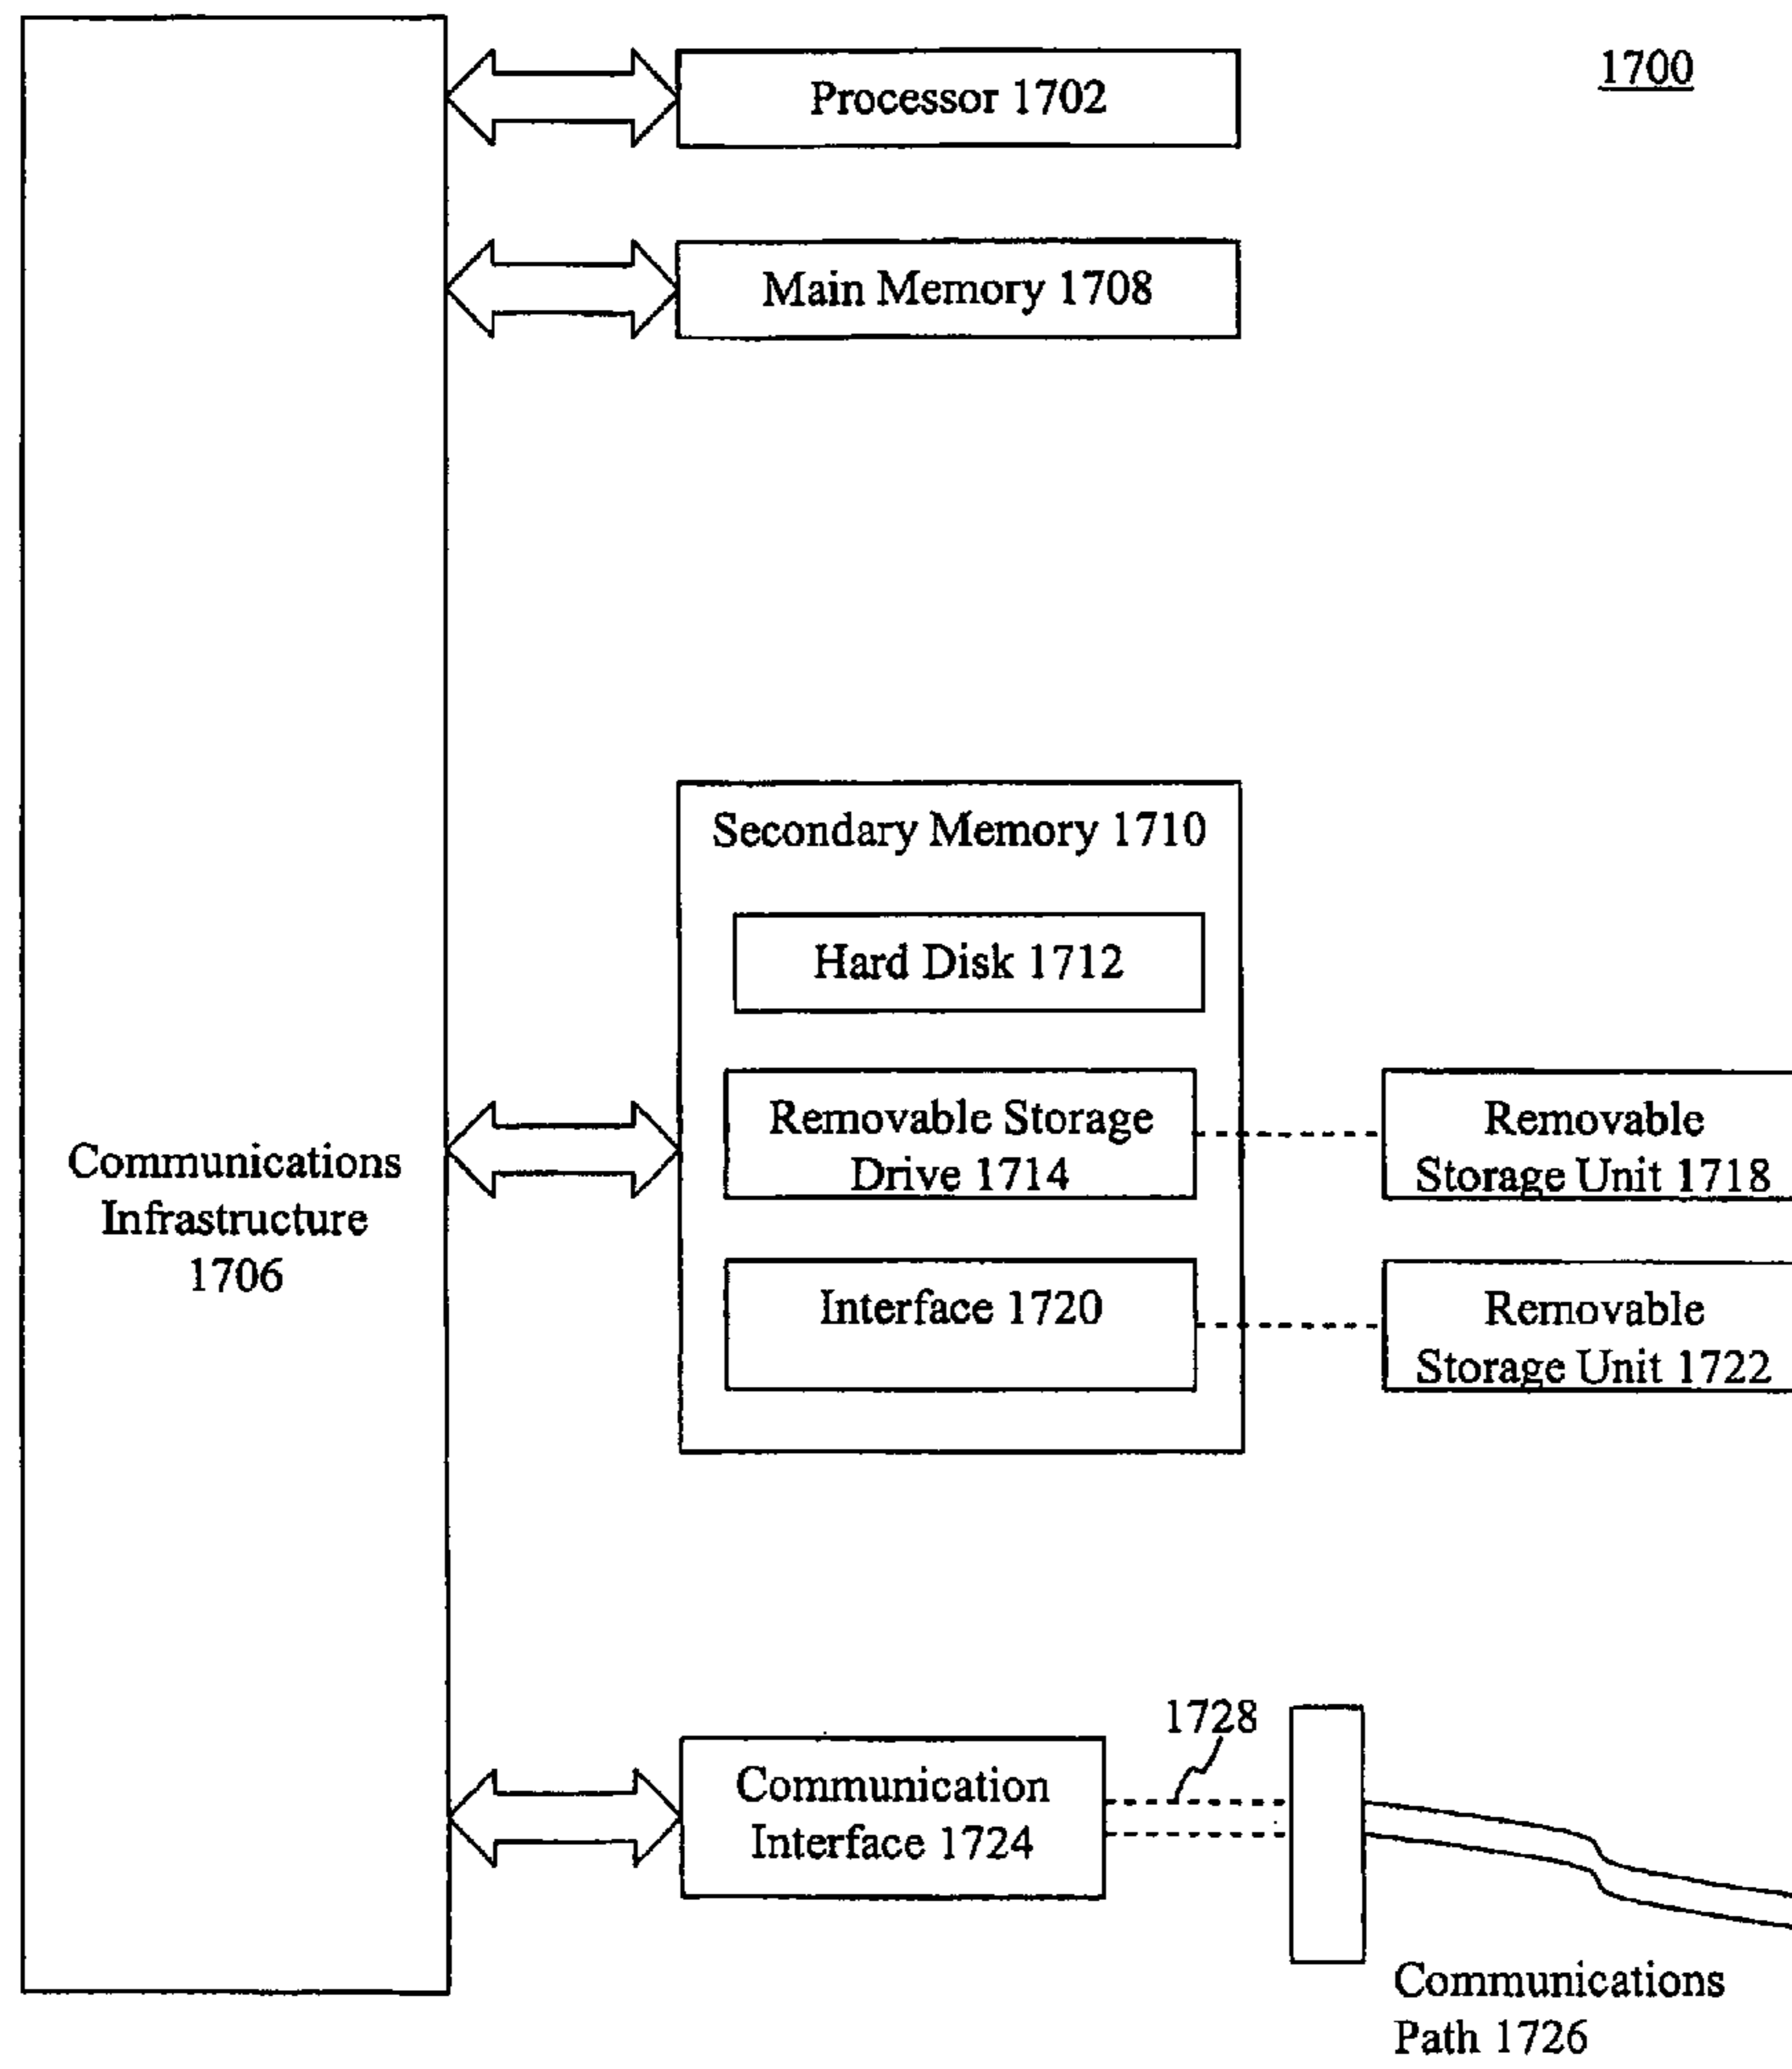 1700
Processor 1702
Main Memory 1708
Secondary Memory 1710
Hard Disk 1712
Removable Storage
Drive 1714
Removable
Storage Unit 1718
Communications
Infrastructure
1706
Interface 1720
Removable
Storage Unit 1722
1728
Communication
Interface 1724
Communications
Path 1726